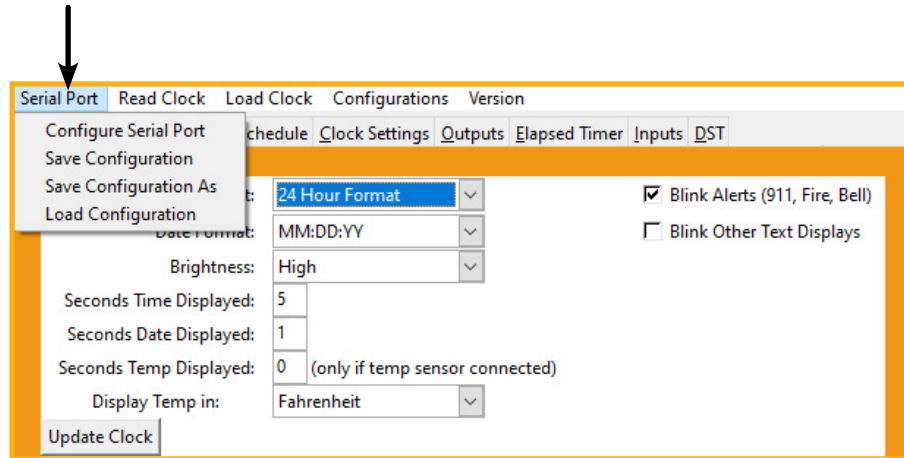 Serial Port Read Clock Load Clock Configurations Version
Configure Serial Port
Save Configuration
Save Configuration As
Load Configuration
Clock Settings Outputs Elapsed Timer Inputs DST
24 Hour Format
Blink Alerts (911, Fire, Bell)
Date Format: MM:DD:YY
Blink Other Text Displays
Brightness: High
Seconds Time Displayed: 5
Seconds Date Displayed: 1
Seconds Temp Displayed: 0 (only if temp sensor connected)
Display Temp in: Fahrenheit
Update Clock